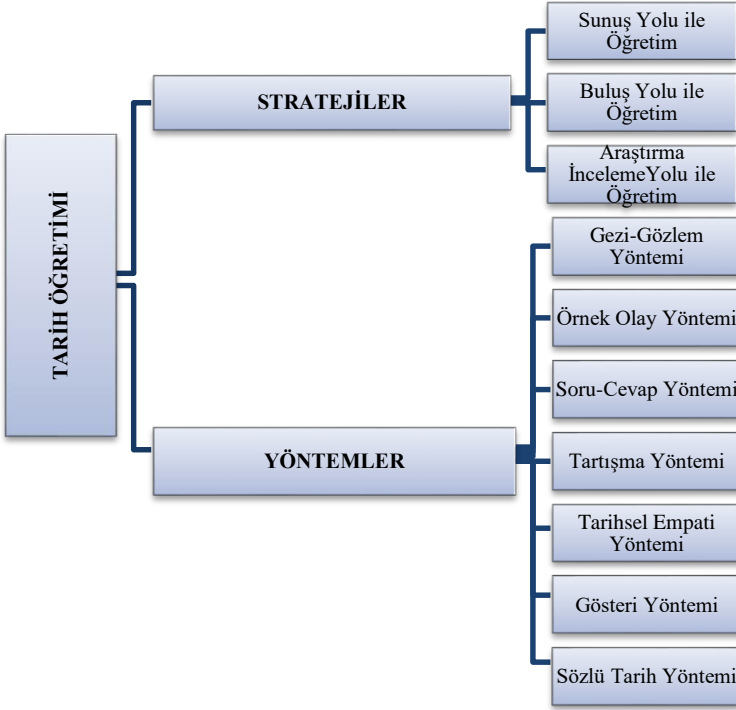 TARİH ÖĞRETİMİ
STRATEJİLER
Sunuş Yolu ile
Öğretim
Buluş Yolu ile
Öğretim
Araştırma
İncelemeYolu ile
Öğretim
YÖNTEMLER
Gezi-Gözlem
Yöntemi
Örnek Olay Yöntemi
Soru-Cevap Yöntemi
Tartışma Yöntemi
Tarihsel Empati
Yöntemi
Gösteri Yöntemi
Sözlü Tarih Yöntemi